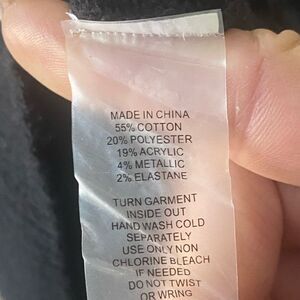 MADE IN CHINA
55% COTTON
20% POLYESTER
19% ACRYLIC
4% METALLIC
2% ELASTANE
TURN GARMENT
INSIDE OUT
HAND WASH COLD
SEPARATELY
USE ONLY NON
CHLORINE BLEACH
IF NEEDED
DO NOT TWIST
OR WRING